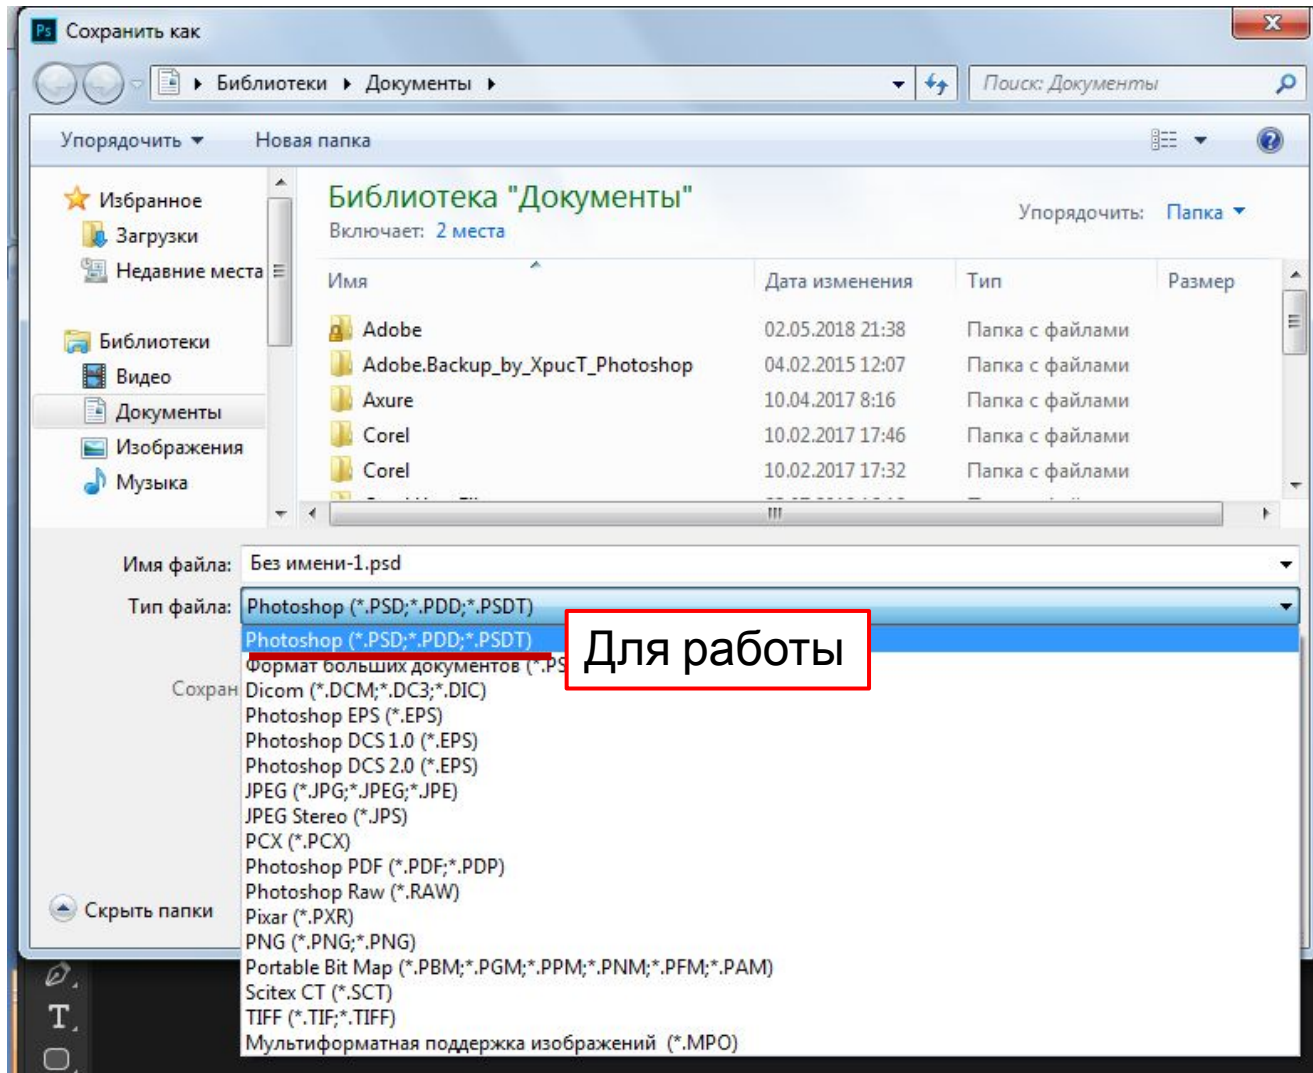 Ps Сохранить как
Библиотеки Документы Поиск: Документы
Упорядочить Новая папка
Избранное
Загрузки
Недавние места
Библиотеки
Видео
Документы
Изображения
Музыка
Библиотека "Документы"
Включает: 2 места
Упорядочить: Папка
Имя Дата изменения Тип Размер
Adobe 02.05.2018 21:38 Папка с файлами
Adobe.Backup_by_XpucT_Photoshop 04.02.2015 12:07 Папка с файлами
Axure 10.04.2017 8:16 Папка с файлами
Corel 10.02.2017 17:46 Папка с файлами
Corel 10.02.2017 17:32 Папка с файлами
Имя файла: Без имени-1.psd
Тип файла: Photoshop (*.PSD;*.PDD;*.PSDT)
Photoshop (*.PSD;*.PDD;*.PSDT)
Для работы
Формат больших документов (*.PS
Сохран
Dicom (*.DCM;*.DC3;*.DIC)
Photoshop EPS (*.EPS)
Photoshop DCS 1.0 (*.EPS)
Photoshop DCS 2.0 (*.EPS)
JPEG (*.JPG;*.JPEG;*.JPE)
JPEG Stereo (*.JPS)
PCX (*.PCX)
Photoshop PDF (*.PDF;*.PDP)
Photoshop Raw (*.RAW)
Скрыть папки
Pixar (*.PXR)
PNG (*.PNG;*.PNG)
Portable Bit Map (*.PBM;*.PGM;*.PPM;*.PNM;*.PFM;*.PAM)
Scitex CT (*.SCT)
TIFF (*.TIF;*.TIFF)
Мультиформатная поддержка изображений (*.MPO)